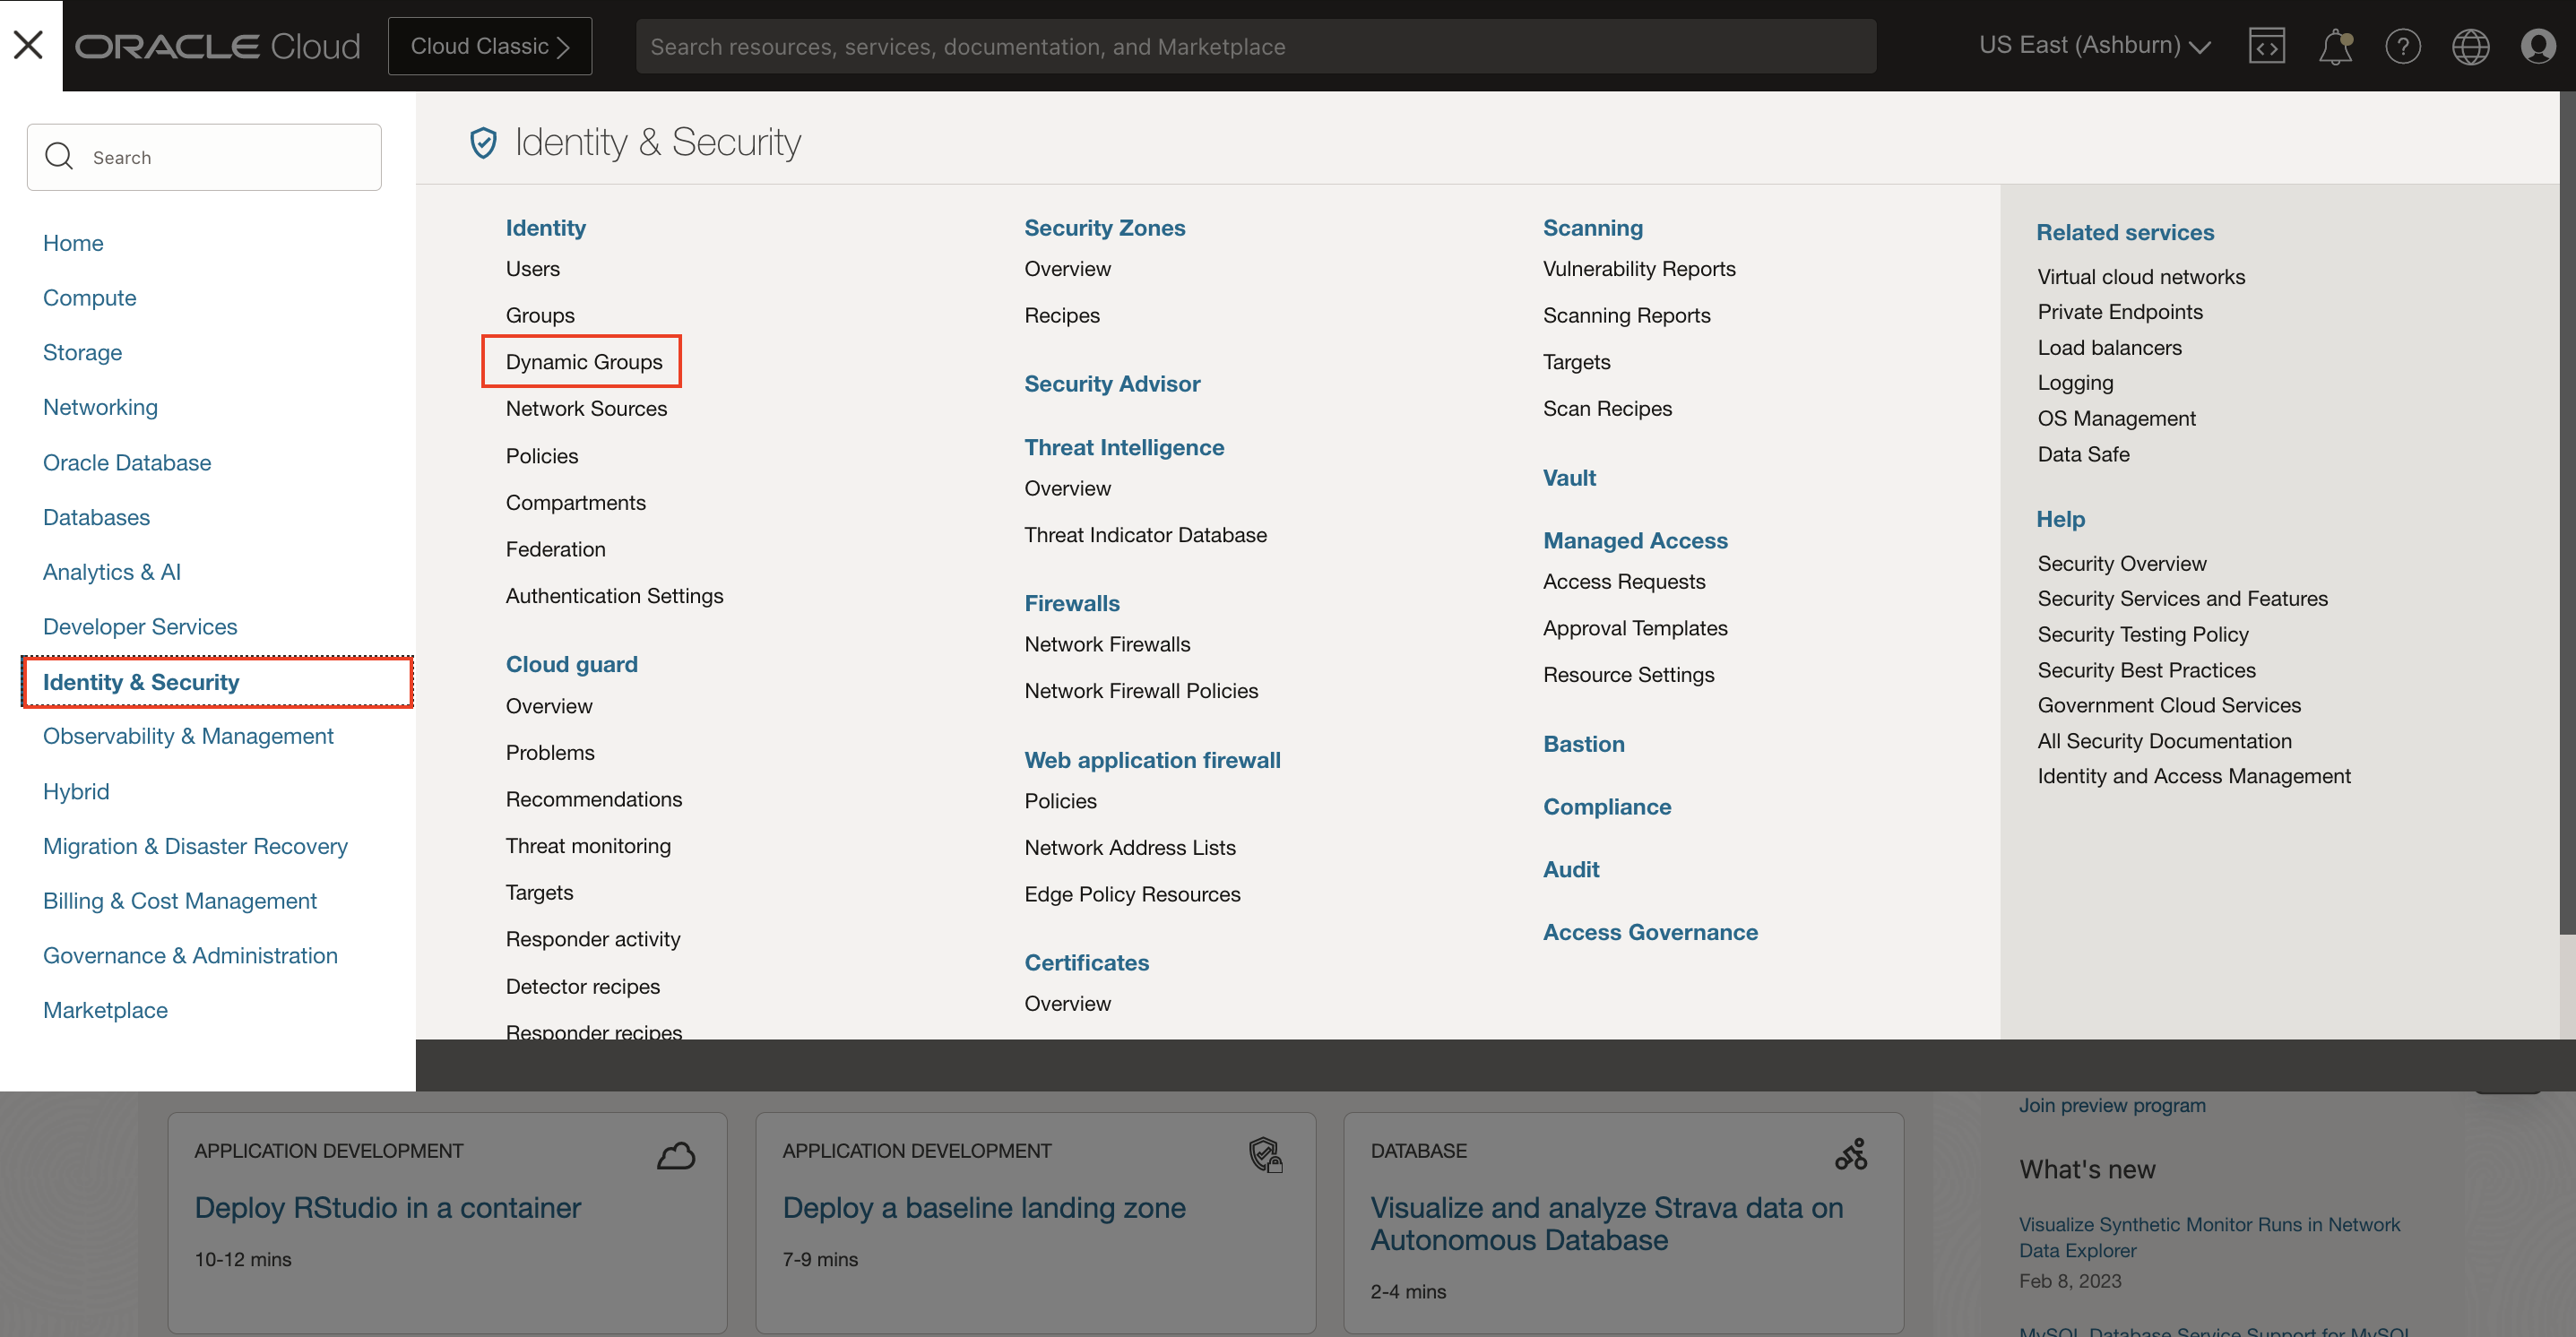 ORACLE Cloud
Cloud Classic
Search resources, services, documentation, and Marketplace
US East (Ashburn)
Search
Home
Compute
Storage
Networking
Oracle Database
Databases
Analytics & AI
Developer Services
Identity & Security
Observability & Management
Hybrid
Migration & Disaster Recovery
Billing & Cost Management
Governance & Administration
Marketplace
Identity & Security
Identity
Users
Groups
Dynamic Groups
Network Sources
Policies
Compartments
Federation
Authentication Settings
Cloud guard
Overview
Problems
Recommendations
Threat monitoring
Targets
Responder activity
Detector recipes
Responder recipes
Security Zones
Overview
Recipes
Security Advisor
Threat Intelligence
Overview
Threat Indicator Database
Firewalls
Network Firewalls
Network Firewall Policies
Web application firewall
Policies
Network Address Lists
Edge Policy Resources
Certificates
Overview
Scanning
Vulnerability Reports
Scanning Reports
Targets
Scan Recipes
Vault
Managed Access
Access Requests
Approval Templates
Resource Settings
Bastion
Compliance
Audit
Access Governance
Related services
Virtual cloud networks
Private Endpoints
Load balancers
Logging
OS Management
Data Safe
Help
Security Overview
Security Services and Features
Security Testing Policy
Security Best Practices
Government Cloud Services
All Security Documentation
Identity and Access Management
APPLICATION DEVELOPMENT
Deploy RStudio in a container
10-12 mins
APPLICATION DEVELOPMENT
Deploy a baseline landing zone
7-9 mins
DATABASE
Visualize and analyze Strava data on
Autonomous Database
2-4 mins
Join preview program
What's new
Visualize Synthetic Monitor Runs in Network
Data Explorer
Feb 8, 2023
MySQL Database Service Support for MySQL